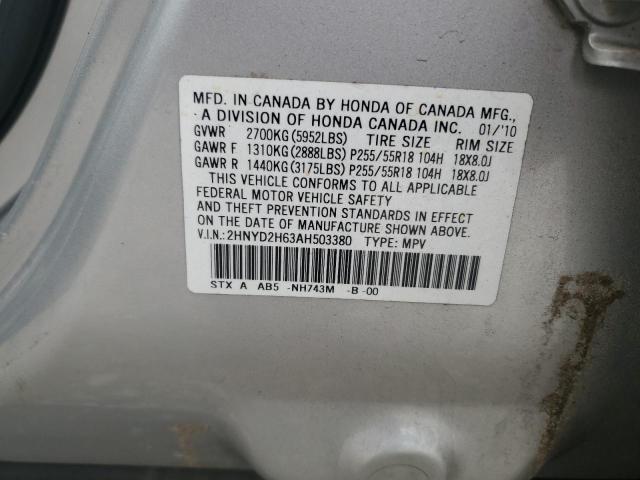 MFD. IN CANADA BY HONDA OF CANADA MFG.,
A DIVISION OF HONDA CANADA INC. 01/'10
GVWR 2700KG(5952LBS) TIRE SIZE RIM SIZE
GAWR F 1310KG(2888LBS) P255/55R18 104H 18X8.0J
GAWR R 1440KG(3175LBS) P255/55R18 104H 18X8.0J
THIS VEHICLE CONFORMS TO ALL APPLICABLE
FEDERAL MOTOR VEHICLE SAFETY
AND THEFT PREVENTION STANDARDS IN EFFECT
ON THE DATE OF MANUFACTURE SHOWN ABOVE.
V.I.N.: 2HNYD2H63AH503380 TYPE: MPV
STX A AB5 -NH743M -B -00